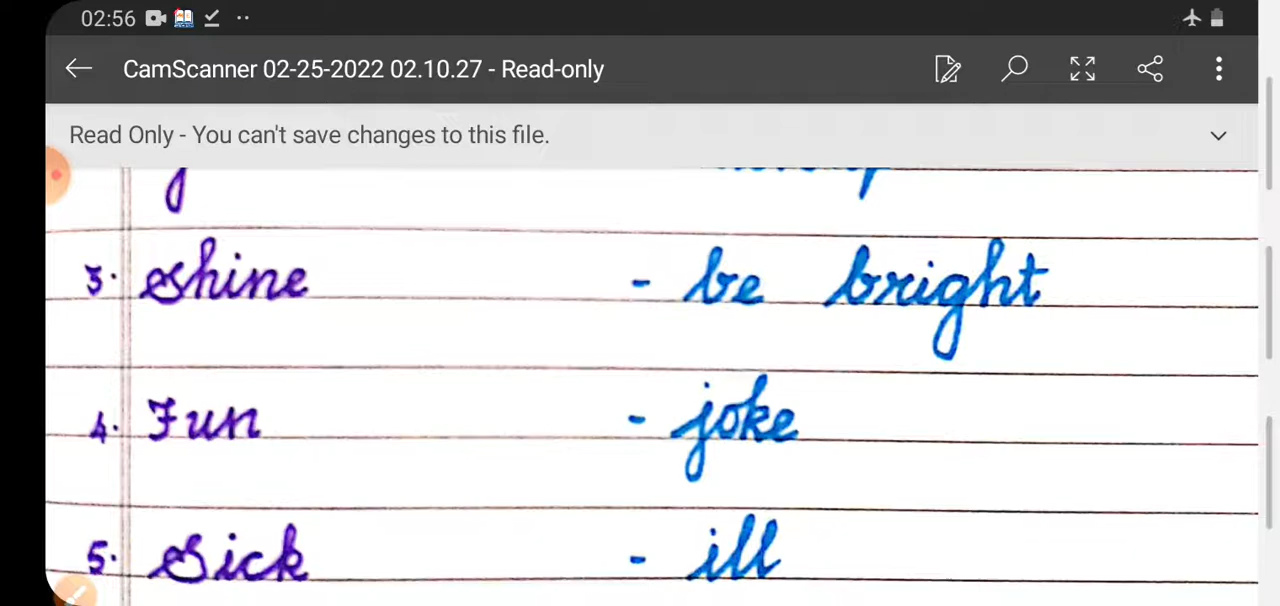 02:56
CamScanner 02-25-2022 02.10.27 - Read-only
Read Only - You can't save changes to this file.
3. Shine - be bright
4. Fun - joke
5. Sick - ill